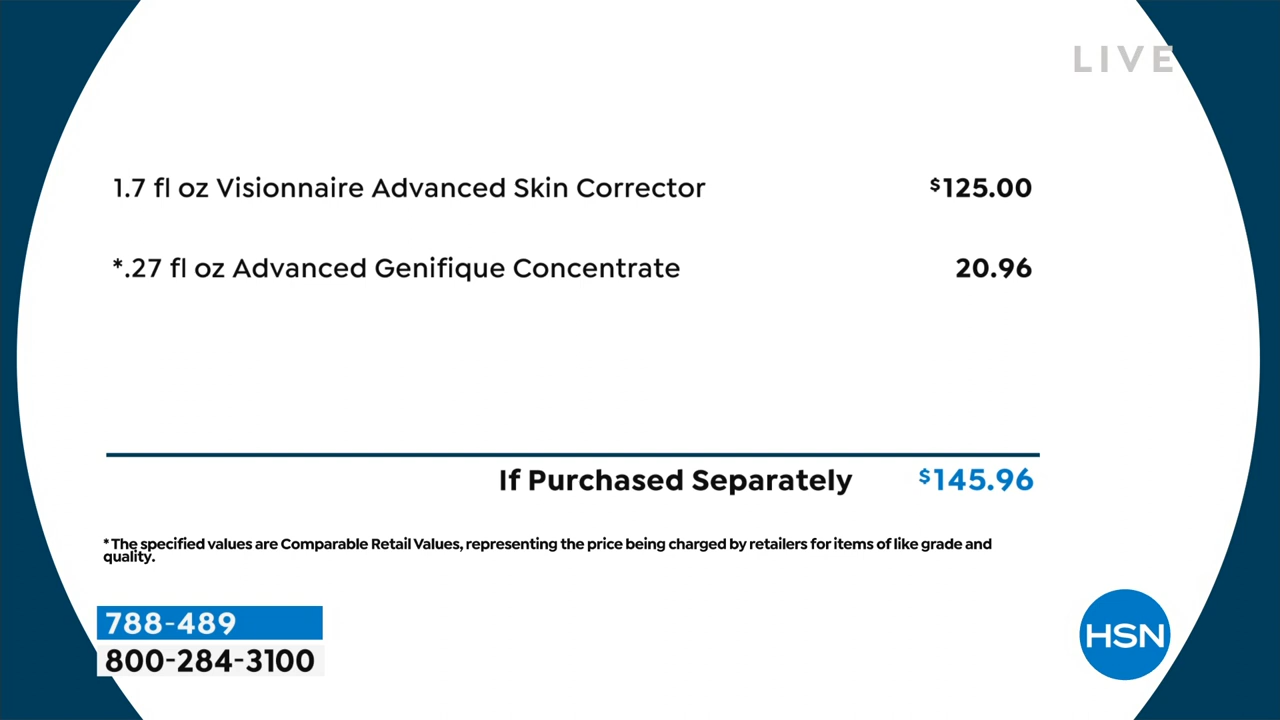 LIVE
1.7 fl oz Visionnaire Advanced Skin Corrector $125.00
*.27 fl oz Advanced Genifique Concentrate 20.96
If Purchased Separately $145.96
*The specified values are Comparable Retail Values, representing the price being charged by retailers for items of like grade and
quality.
788-489
800-284-3100
HSN